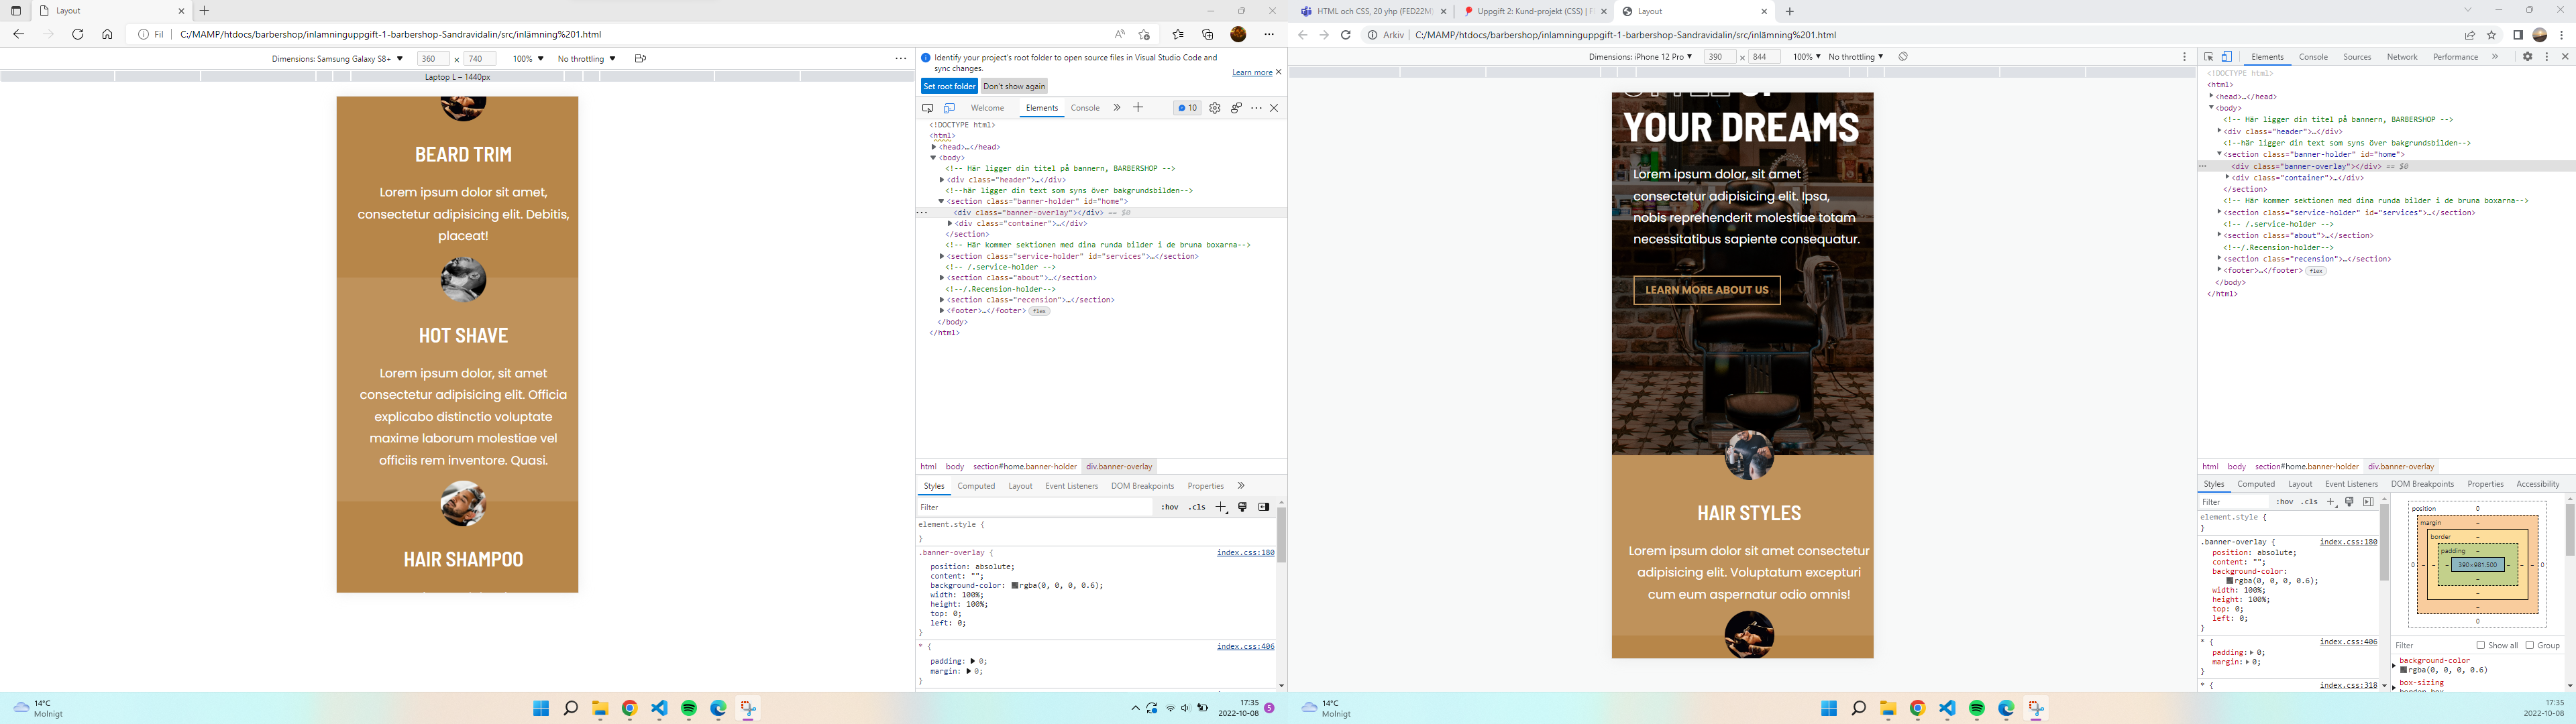 Layout
Fil
C:/MAMP/htdocs/barbershop/inlamninguppgift-1-barbershop-Sandravidalin/src/inlämning%201.html
Dimensions: Samsung Galaxy S8+
360 × 740
100%
No throttling
Laptop L – 1440px
BEARD TRIM
Lorem ipsum dolor sit amet,
consectetur adipisicing elit. Debitis,
placeat!
HOT SHAVE
Lorem ipsum dolor, sit amet
consectetur adipisicing elit. Officia
explicabo distinctio voluptate
maxime laborum molestiae vel
officiis rem inventore. Quasi.
HAIR SHAMPOO
Identify your project's root folder to open source files in Visual Studio Code and
sync changes.
Learn more
Set root folder
Don't show again
Welcome
Elements
Console
10
<!DOCTYPE html>
<html>
<head>…</head>
<body>
<!-- Här ligger din titel på bannern, BARBERSHOP -->
<div class="header">…</div>
<!--här ligger din text som syns över bakgrundsbilden-->
<section class="banner-holder" id="home">
<div class="banner-overlay"></div> == $0
<div class="container">…</div>
</section>
<!-- Här kommer sektionen med dina runda bilder i de bruna boxarna-->
<section class="service-holder" id="services">…</section>
<!-- /.service-holder -->
<section class="about">…</section>
<!--/.Recension-holder-->
<section class="recension">…</section>
<footer>…</footer> flex
</body>
</html>
html body section#home.banner-holder div.banner-overlay
Styles Computed Layout Event Listeners DOM Breakpoints Properties
Filter
:hov .cls
element.style {
}
.banner-overlay { index.css:180
position: absolute;
content: "";
background-color: rgba(0, 0, 0, 0.6);
width: 100%;
height: 100%;
top: 0;
left: 0;
}
* { index.css:406
padding: 0;
margin: 0;
}
14°C
Molnigt
17:35
2022-10-08
5
HTML och CSS, 20 yhp (FED22M
Uppgift 2: Kund-projekt (CSS) |
Layout
Arkiv
C:/MAMP/htdocs/barbershop/inlamninguppgift-1-barbershop-Sandravidalin/src/inlämning%201.html
Dimensions: iPhone 12 Pro
390 × 844
100%
No throttling
YOUR DREAMS
Lorem ipsum dolor, sit amet
consectetur adipisicing elit. Ipsa,
nobis reprehenderit molestiae totam
necessitatibus sapiente consequatur.
LEARN MORE ABOUT US
HAIR STYLES
Lorem ipsum dolor sit amet consectetur
adipisicing elit. Voluptatum excepturi
cum eum aspernatur odio omnis!
Elements Console Sources Network Performance
<!DOCTYPE html>
<html>
<head>…</head>
<body>
<!-- Här ligger din titel på bannern, BARBERSHOP -->
<div class="header">…</div>
<!--här ligger din text som syns över bakgrundsbilden-->
<section class="banner-holder" id="home">
<div class="banner-overlay"></div> == $0
<div class="container">…</div>
</section>
<!-- Här kommer sektionen med dina runda bilder i de bruna boxarna-->
<section class="service-holder" id="services">…</section>
<!-- /.service-holder -->
<section class="about">…</section>
<!--/.Recension-holder-->
<section class="recension">…</section>
<footer>…</footer> flex
</body>
</html>
html body section#home.banner-holder div.banner-overlay
Styles Computed Layout Event Listeners DOM Breakpoints Properties Accessibility
Filter
:hov .cls
element.style {
}
.banner-overlay { index.css:180
position: absolute;
content: "";
background-color:
rgba(0, 0, 0, 0.6);
width: 100%;
height: 100%;
top: 0;
left: 0;
}
* { index.css:406
padding: 0;
margin: 0;
}
* { index.css:318
position 0
margin –
border –
padding –
0 – – – 390×981.500 – – – 0
–
–
–
0
Filter
Show all
Group
background-color
rgba(0, 0, 0, 0.6)
box-sizing
14°C
Molnigt
17:35
2022-10-08